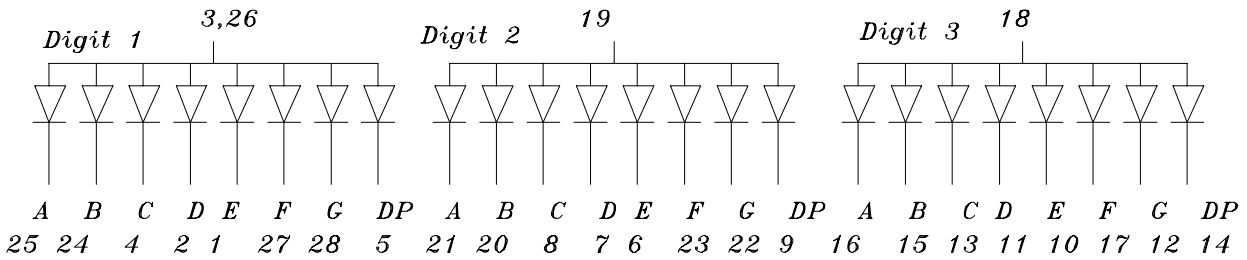 3,26 19 18
Digit 1 Digit 2 Digit 3
A B C D E F G DP A B C D E F G DP A B C D E F G DP
25 24 4 2 1 27 28 5 21 20 8 7 6 23 22 9 16 15 13 11 10 17 12 14